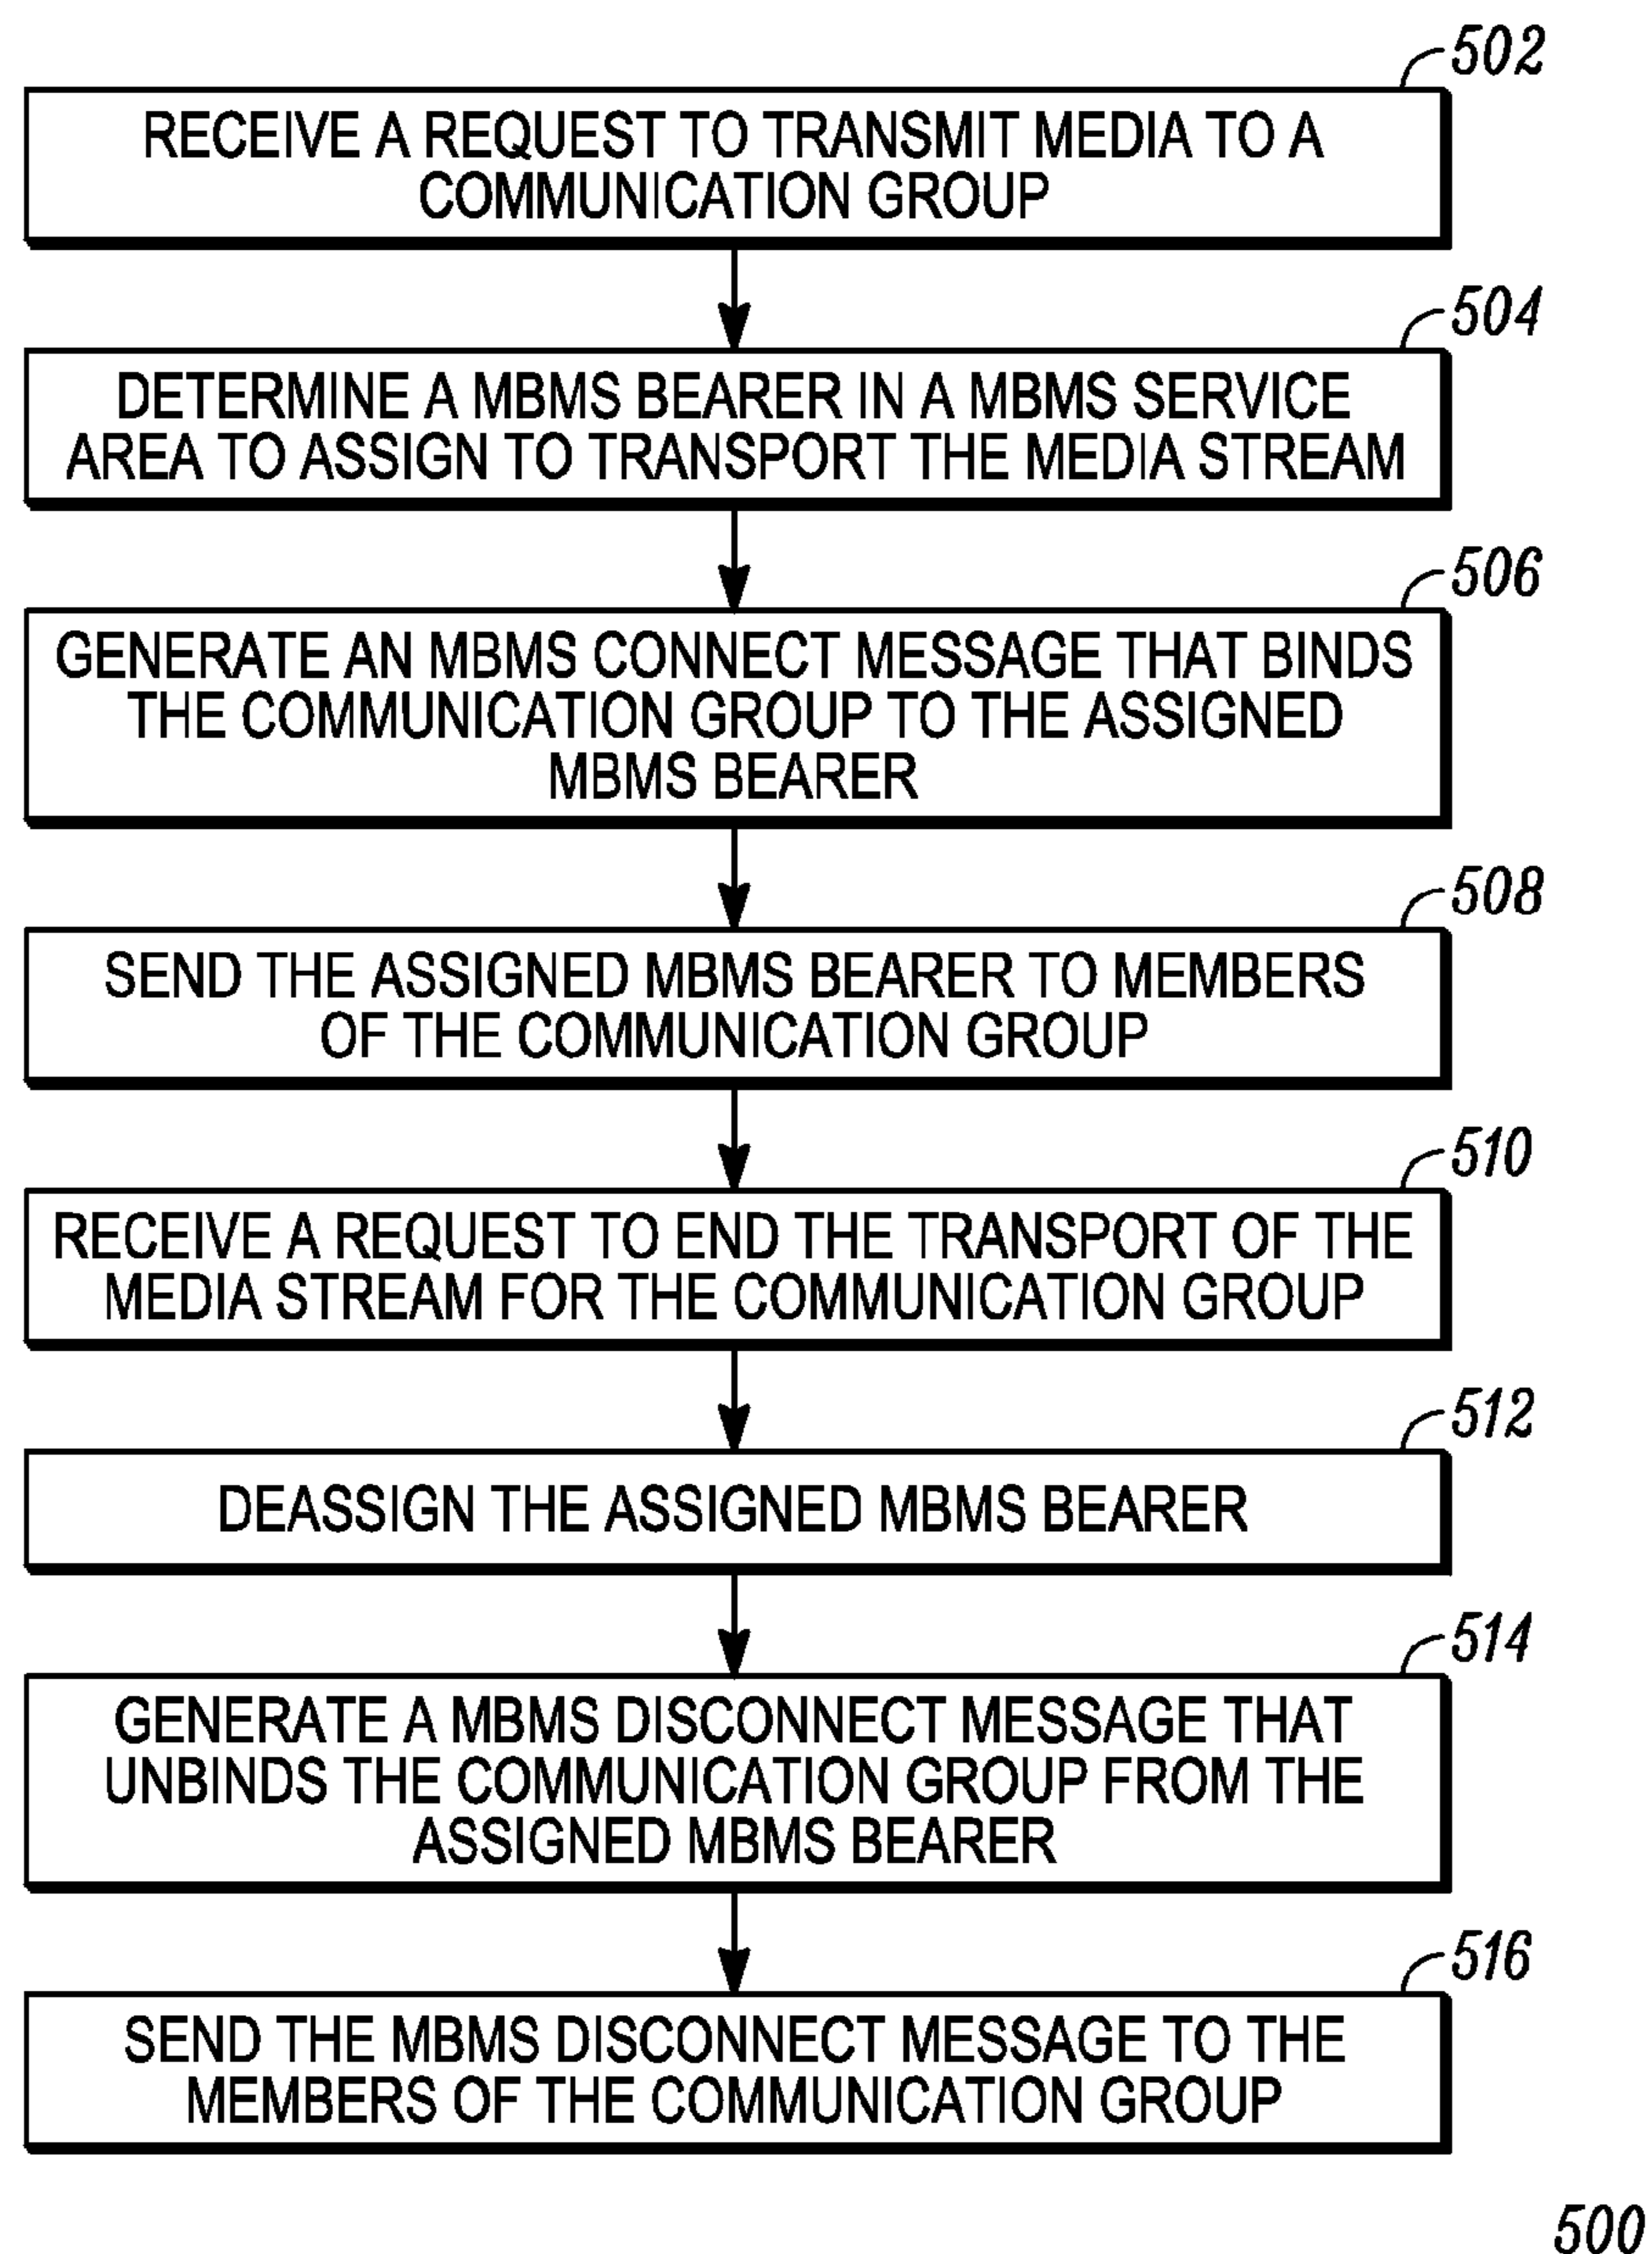 502
RECEIVE A REQUEST TO TRANSMIT MEDIA TO A
COMMUNICATION GROUP
504
DETERMINE A MBMS BEARER IN A MBMS SERVICE
AREA TO ASSIGN TO TRANSPORT THE MEDIA STREAM
506
GENERATE AN MBMS CONNECT MESSAGE THAT BINDS
THE COMMUNICATION GROUP TO THE ASSIGNED
MBMS BEARER
508
SEND THE ASSIGNED MBMS BEARER TO MEMBERS
OF THE COMMUNICATION GROUP
510
RECEIVE A REQUEST TO END THE TRANSPORT OF THE
MEDIA STREAM FOR THE COMMUNICATION GROUP
512
DEASSIGN THE ASSIGNED MBMS BEARER
514
GENERATE A MBMS DISCONNECT MESSAGE THAT
UNBINDS THE COMMUNICATION GROUP FROM THE
ASSIGNED MBMS BEARER
516
SEND THE MBMS DISCONNECT MESSAGE TO THE
MEMBERS OF THE COMMUNICATION GROUP
500